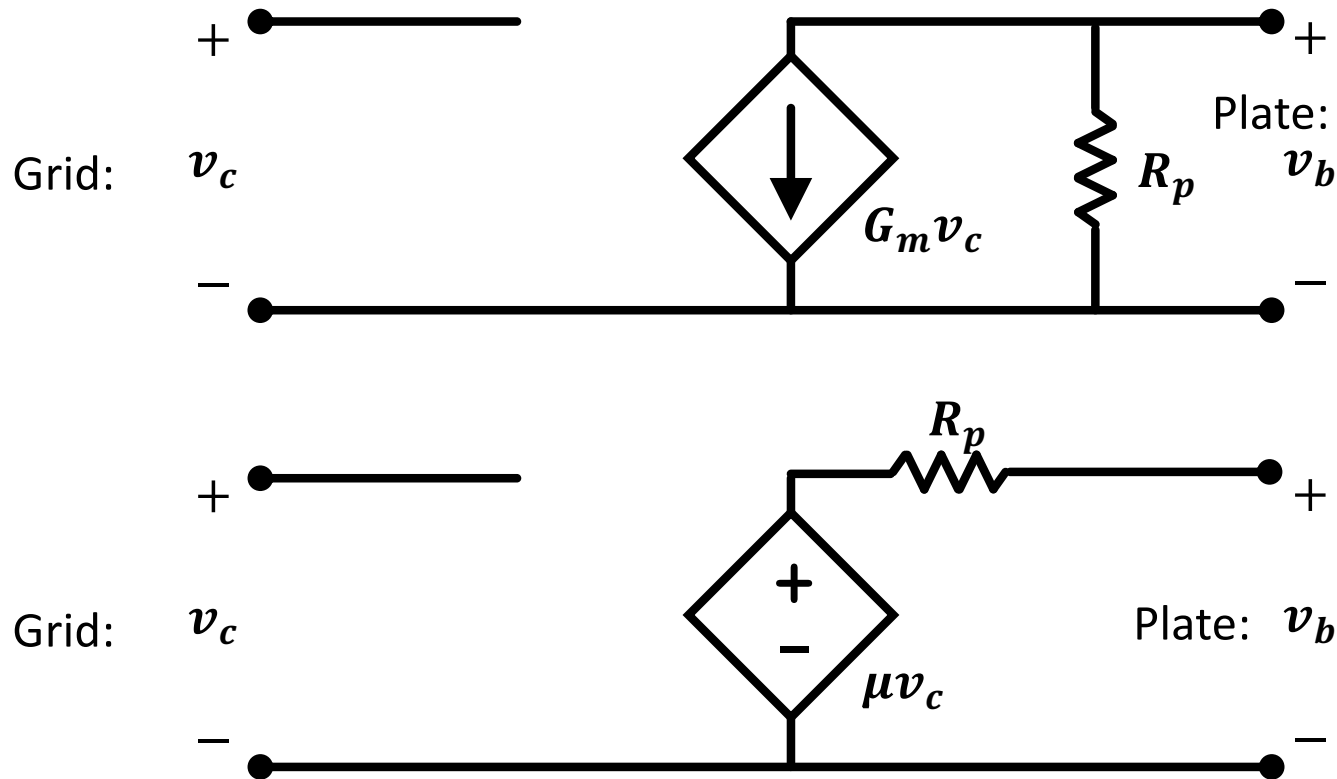 +
+
Plate:
Grid: v_c
R_p
v_b
G_m v_c
−
−
R_p
+
+
+
Grid: v_c
Plate: v_b
−
μv_c
−
−